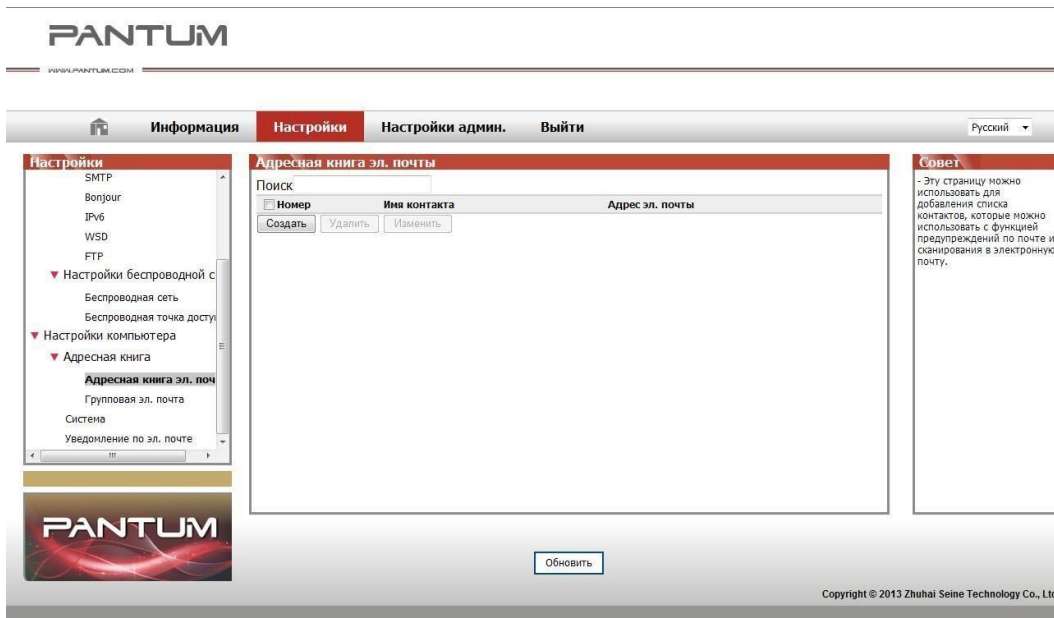 PANTUM
WWW.PANTUM.COM
Информация Настройки Настройки админ. Выйти Русский
Настройки
SMTP
Bonjour
IPv6
WSD
FTP
Настройки беспроводной с
Беспроводная сеть
Беспроводная точка досту
Настройки компьютера
Адресная книга
Адресная книга эл. поч
Групповая эл. почта
Система
Уведомление по эл. почте
PANTUM
Адресная книга эл. почты
Поиск
Номер Имя контакта Адрес эл. почты
Создать Удалить Изменить
Совет
- Эту страницу можно
использовать для
добавления списка
контактов, которые можно
использовать с функцией
предупреждений по почте и
сканирования в электронную
почту.
Обновить
Copyright © 2013 Zhuhai Seine Technology Co., Ltd